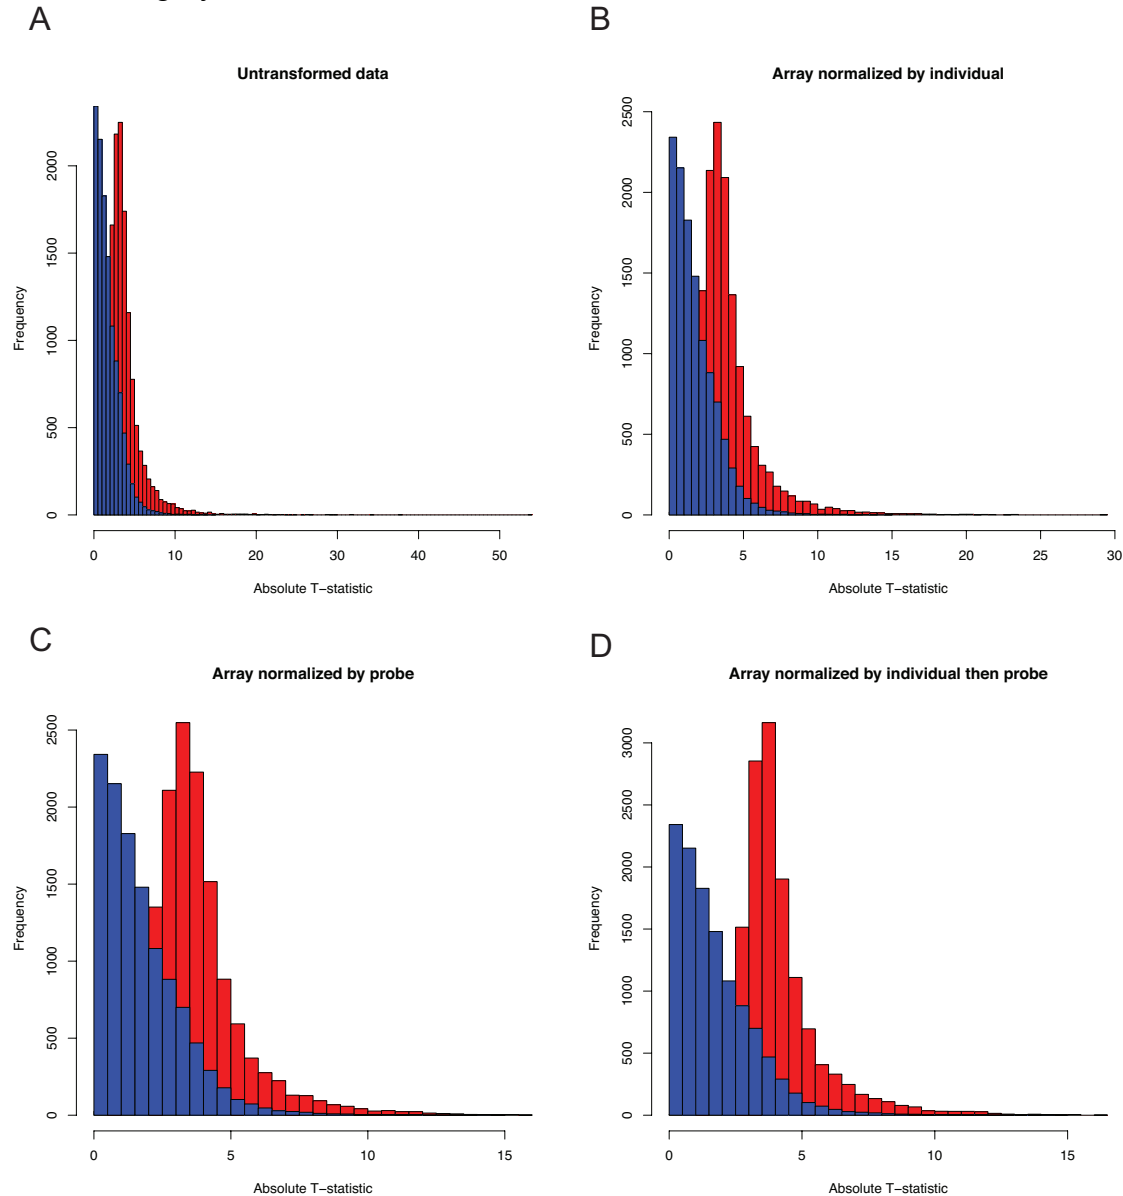 A
B
Untransformed data
Array normalized by individual
Frequency
0 500 1000 1500 2000
0 10 20 30 40 50
Absolute T−statistic
Frequency
0 500 1000 1500 2000 2500
0 5 10 15 20 25 30
Absolute T−statistic
C
D
Array normalized by probe
Array normalized by individual then probe
Frequency
0 500 1000 1500 2000 2500
0 5 10 15
Absolute T−statistic
Frequency
0 500 1000 1500 2000 2500 3000
0 5 10 15
Absolute T−statistic